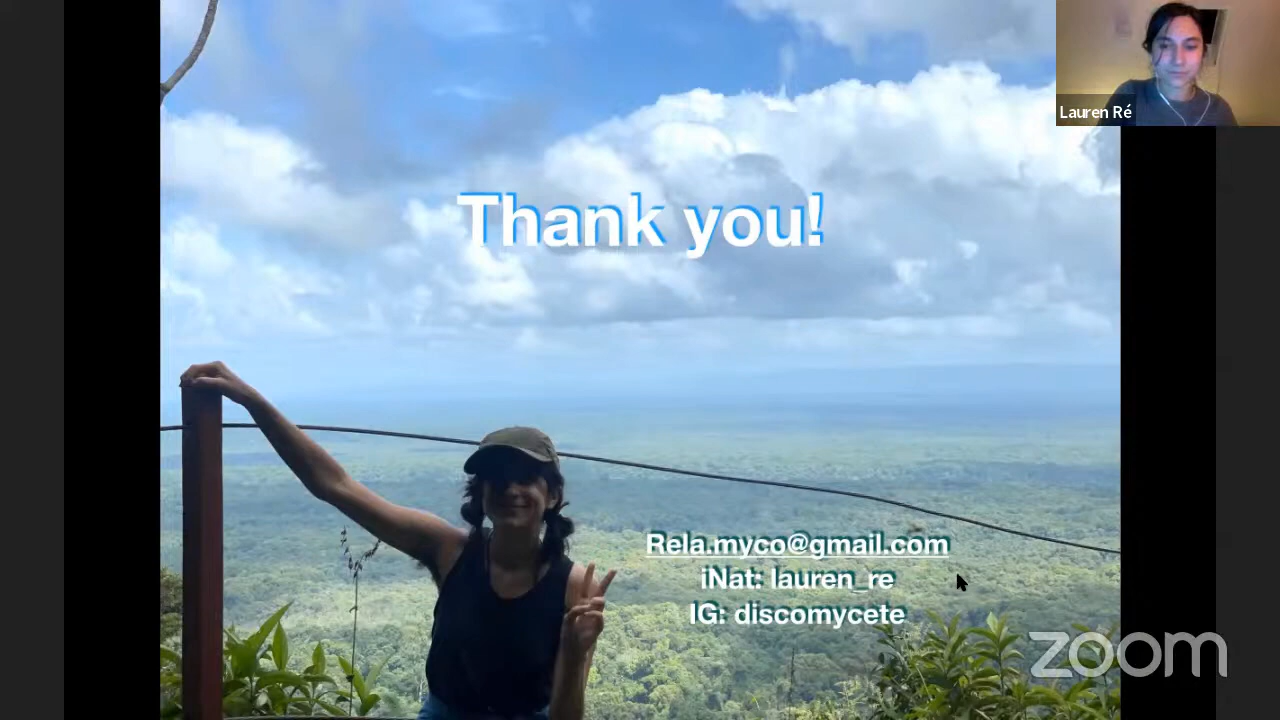 Lauren Ré
Thank you!
Rela.myco@gmail.com
iNat: lauren_re
IG: discomycete
zoom